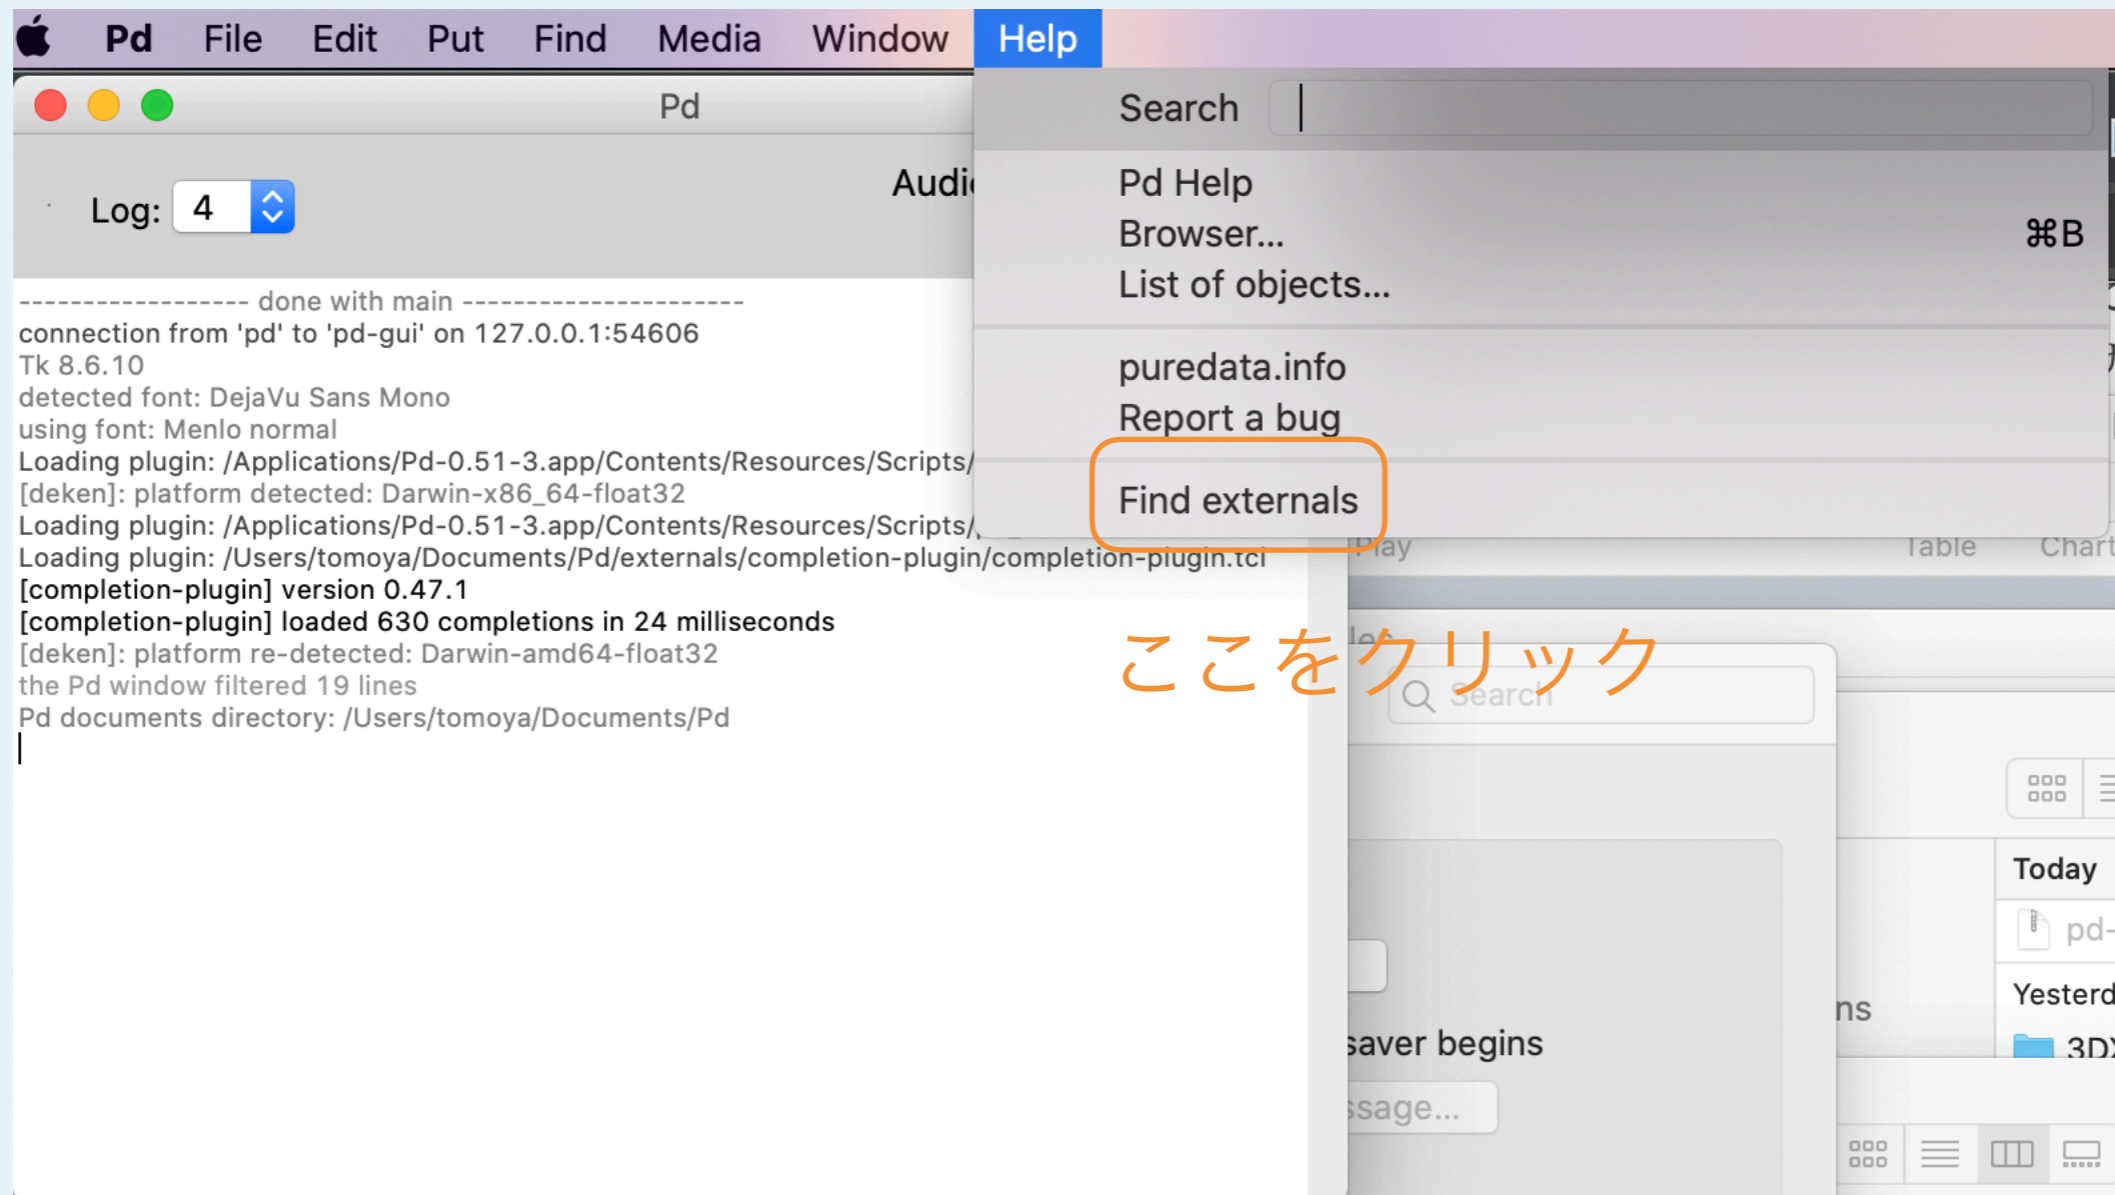 Pd File Edit Put Find Media Window Help
Pd
Log: 4
Search
Pd Help
Browser... ⌘B
List of objects...
puredata.info
Report a bug
Find externals
------------------ done with main ----------------------
connection from 'pd' to 'pd-gui' on 127.0.0.1:54606
Tk 8.6.10
detected font: DejaVu Sans Mono
using font: Menlo normal
Loading plugin: /Applications/Pd-0.51-3.app/Contents/Resources/Scripts/
[deken]: platform detected: Darwin-x86_64-float32
Loading plugin: /Applications/Pd-0.51-3.app/Contents/Resources/Scripts/
Loading plugin: /Users/tomoya/Documents/Pd/externals/completion-plugin/completion-plugin.tcl
[completion-plugin] version 0.47.1
[completion-plugin] loaded 630 completions in 24 milliseconds
[deken]: platform re-detected: Darwin-amd64-float32
the Pd window filtered 19 lines
Pd documents directory: /Users/tomoya/Documents/Pd
ここをクリック
Play Table Chart
Search
Today
pd-
saver begins